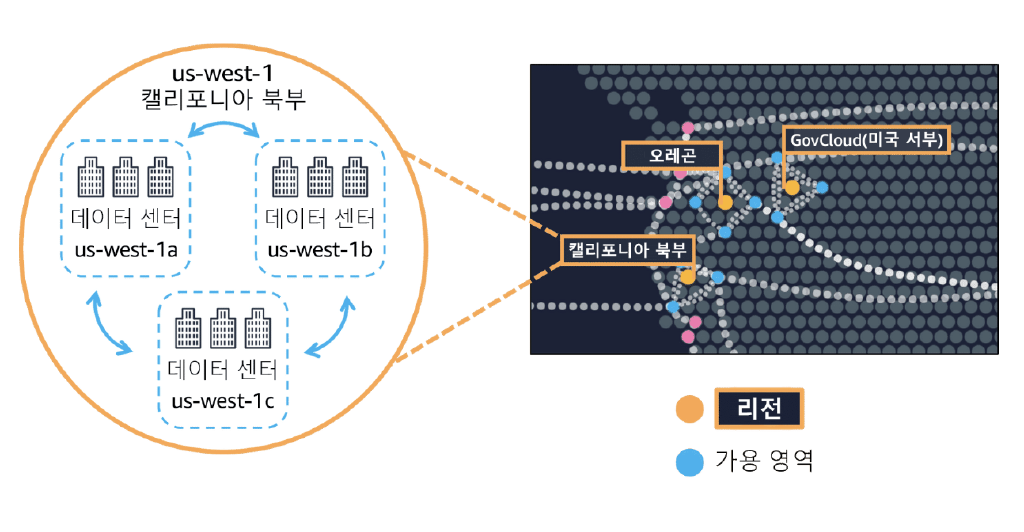 us-west-1
캘리포니아 북부
데이터 센터
us-west-1a
데이터 센터
us-west-1b
데이터 센터
us-west-1c
GovCloud(미국 서부)
오레곤
캘리포니아 북부
리전
가용 영역